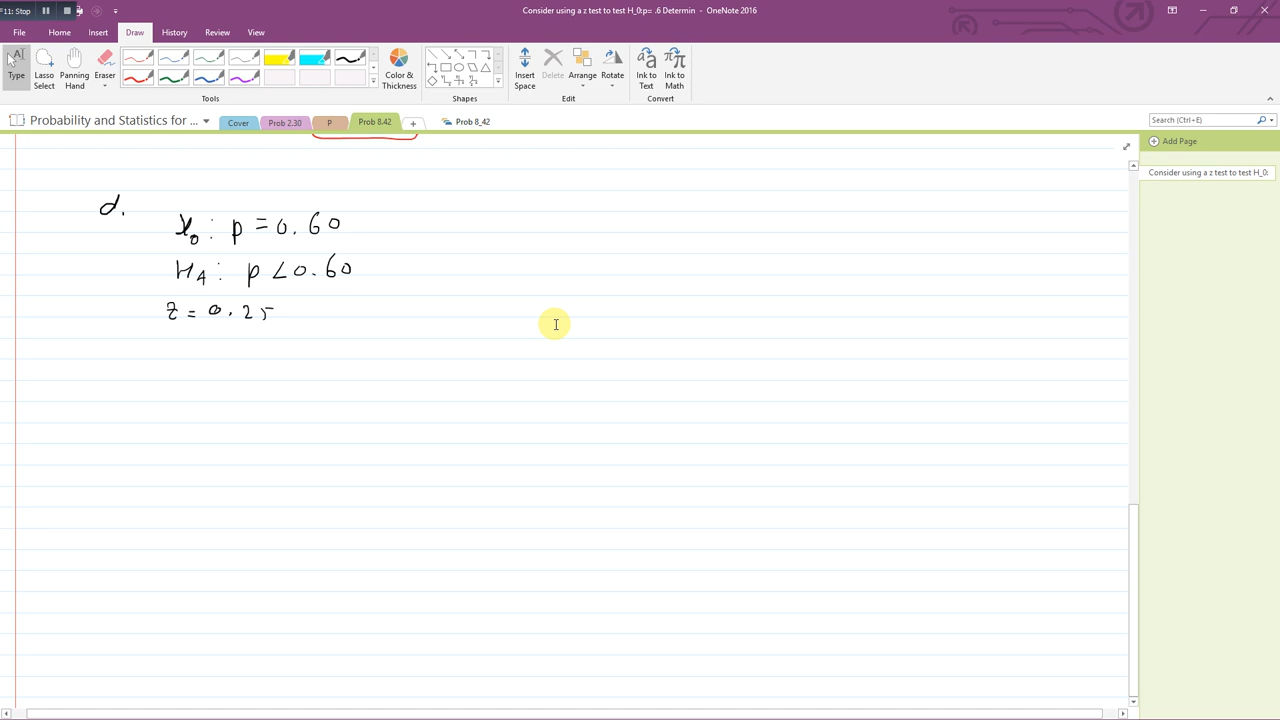 F11: Stop
Consider using a z test to test H_0:p= .6 Determin - OneNote 2016
File Home Insert Draw History Review View
Type Lasso Select Panning Hand Eraser Color & Thickness Insert Space Delete Arrange Rotate Ink to Text Ink to Math
Tools Shapes Edit Convert
Probability and Statistics for ... Cover Prob 2.30 P Prob 8.42 + Prob 8_42 Search (Ctrl+E)
Add Page
Consider using a z test to test H_0:
d.
H₀ : p = 0.60
H_A : p < 0.60
z = 0.25